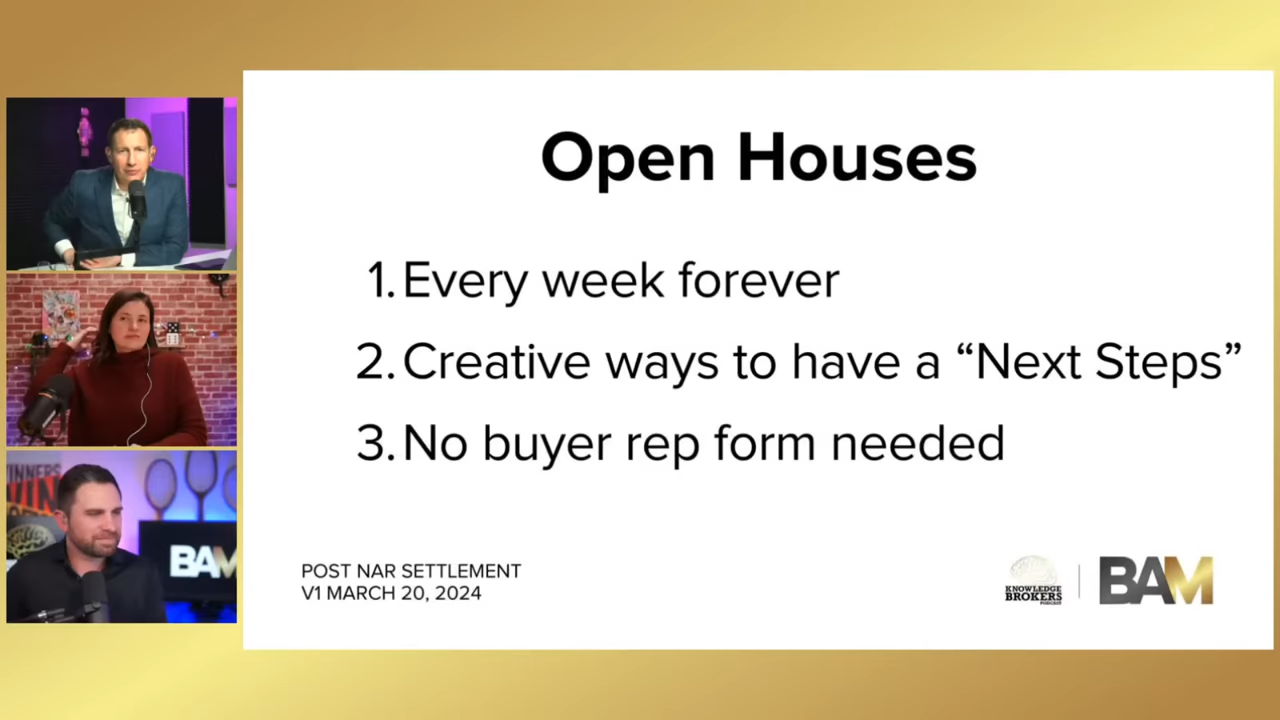 Open Houses
1. Every week forever
2. Creative ways to have a “Next Steps”
3. No buyer rep form needed
POST NAR SETTLEMENT
V1 MARCH 20, 2024
KNOWLEDGE
BROKERS
PODCAST
BAM
BAM